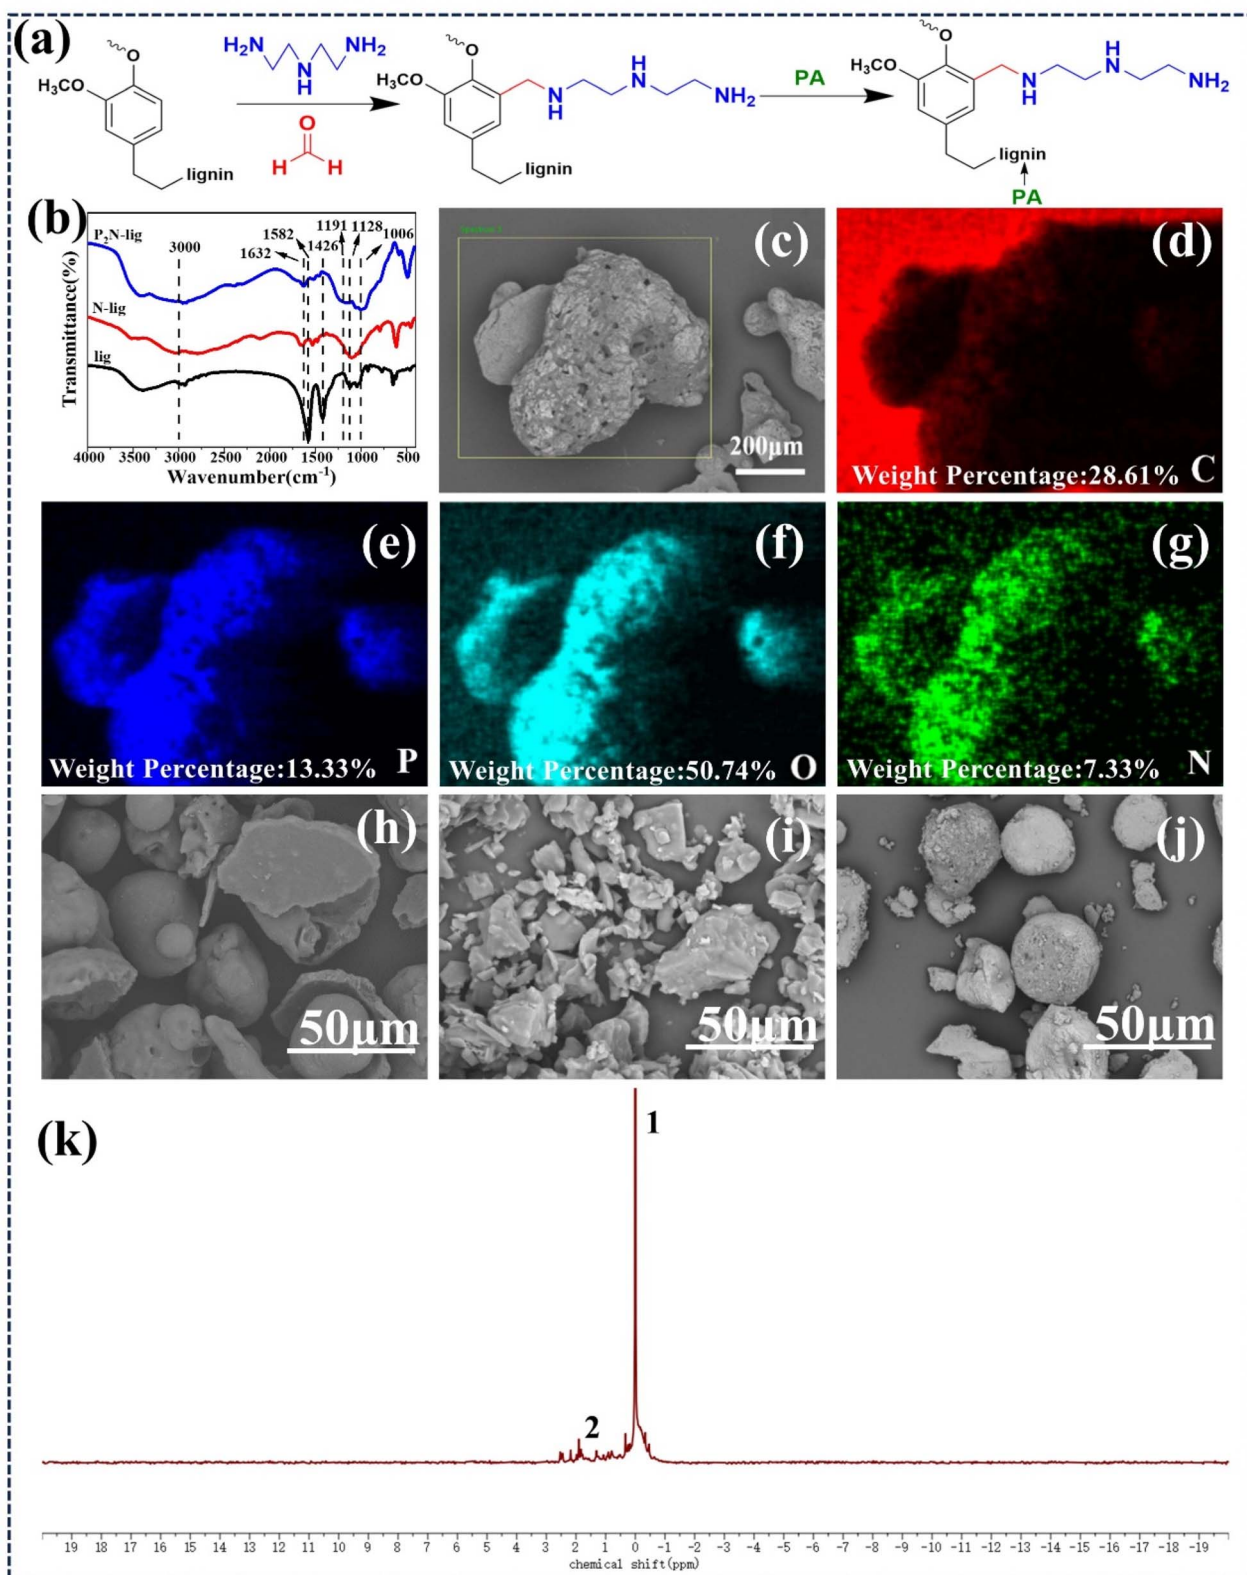 (a)
H₂N NH₂
N
H
O
H H
O
H₃CO
lignin
O
H₃CO
N
H
H
N
NH₂
lignin
PA
O
H₃CO
N
H
H
N
NH₂
lignin
PA
(b)
P₂N-lig
N-lig
lig
3000
1632
1582
1426
1191
1128
1006
Transmittance(%)
4000 3500 3000 2500 2000 1500 1000 500
Wavenumber(cm⁻¹)
(c)
200μm
(d)
Weight Percentage:28.61% C
(e)
Weight Percentage:13.33% P
(f)
Weight Percentage:50.74% O
(g)
Weight Percentage:7.33% N
(h)
50μm
(i)
50μm
(j)
50μm
(k)
1
2
19 18 17 16 15 14 13 12 11 10 9 8 7 6 5 4 3 2 1 0 -1 -2 -3 -4 -5 -6 -7 -8 -9 -10 -11 -12 -13 -14 -15 -16 -17 -18 -19
chemical shift(ppm)